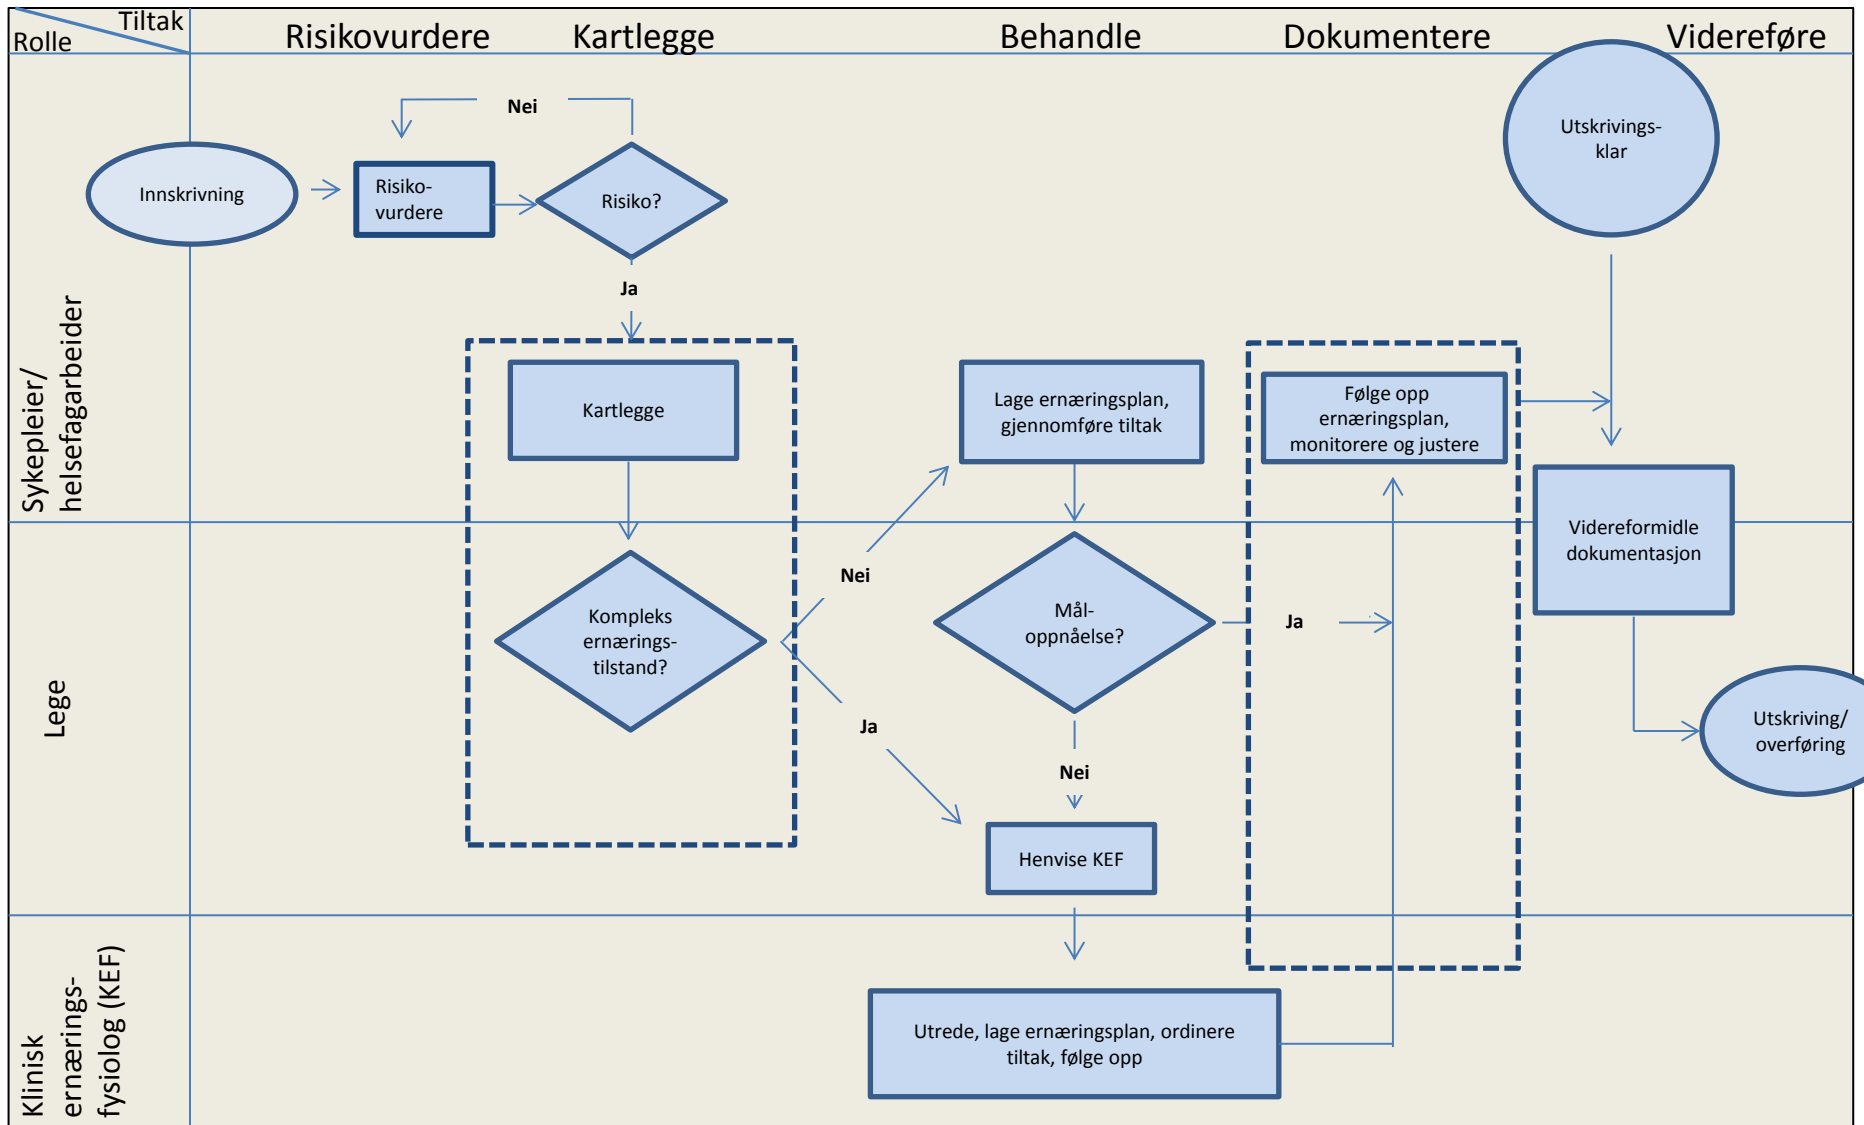 Tiltak
Rolle
Risikovurdere
Kartlegge
Behandle
Dokumentere
Videreføre
Sykepleier/
helsefagarbeider
Innskrivning
Risiko-
vurdere
Nei
Risiko?
Ja
Utskrivings-
klar
Kartlegge
Lage ernæringsplan,
gjennomføre tiltak
Følge opp
ernæringsplan,
monitorere og justere
Videreformidle
dokumentasjon
Lege
Kompleks
ernærings-
tilstand?
Nei
Ja
Mål-
oppnåelse?
Ja
Nei
Henvise KEF
Utskriving/
overføring
Klinisk
ernærings-
fysiolog (KEF)
Utrede, lage ernæringsplan, ordinere
tiltak, følge opp